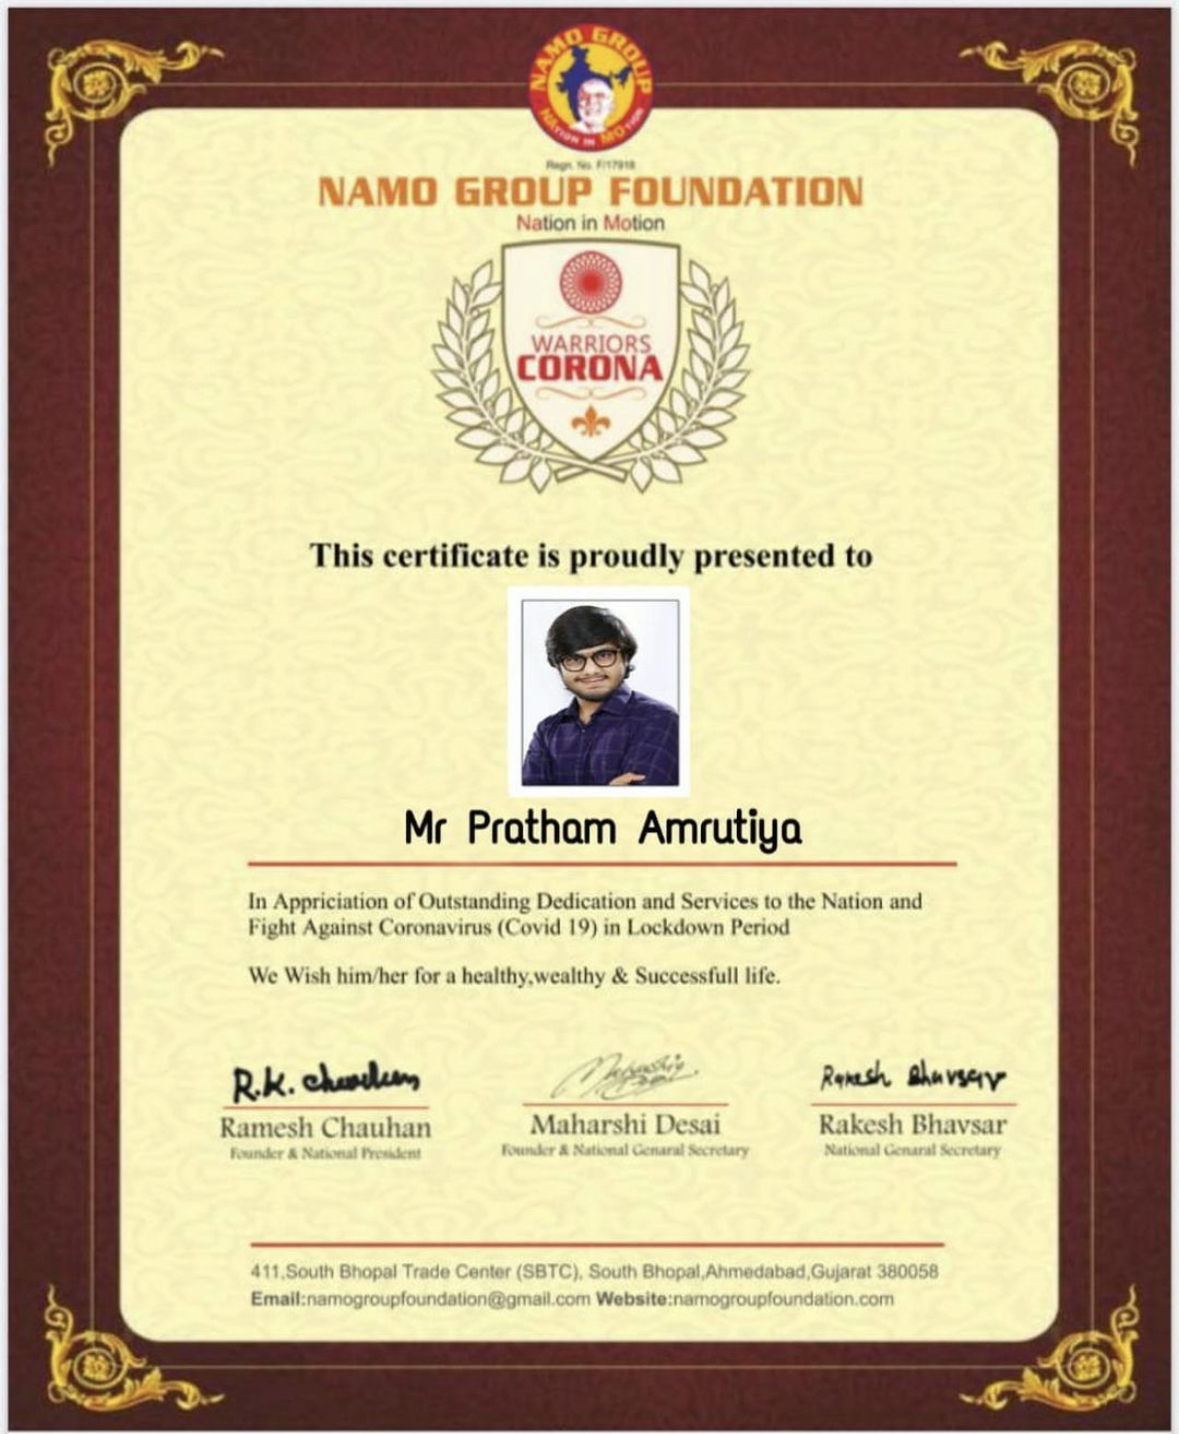 NAMO GROUP
NATION IN MOTION
Regn. No. F/17918
NAMO GROUP FOUNDATION
Nation in Motion
WARRIORS
CORONA
This certificate is proudly presented to
Mr Pratham Amrutiya
In Appriciation of Outstanding Dedication and Services to the Nation and
Fight Against Coronavirus (Covid 19) in Lockdown Period
We Wish him/her for a healthy,wealthy & Successfull life.
R.K. Chauhan Maharshi Desai Rakesh Bhavsar
Ramesh Chauhan Maharshi Desai Rakesh Bhavsar
Founder & National President Founder & National Genaral Secretary National Genaral Secretary
411,South Bhopal Trade Center (SBTC), South Bhopal,Ahmedabad,Gujarat 380058
Email:namogroupfoundation@gmail.com Website:namogroupfoundation.com